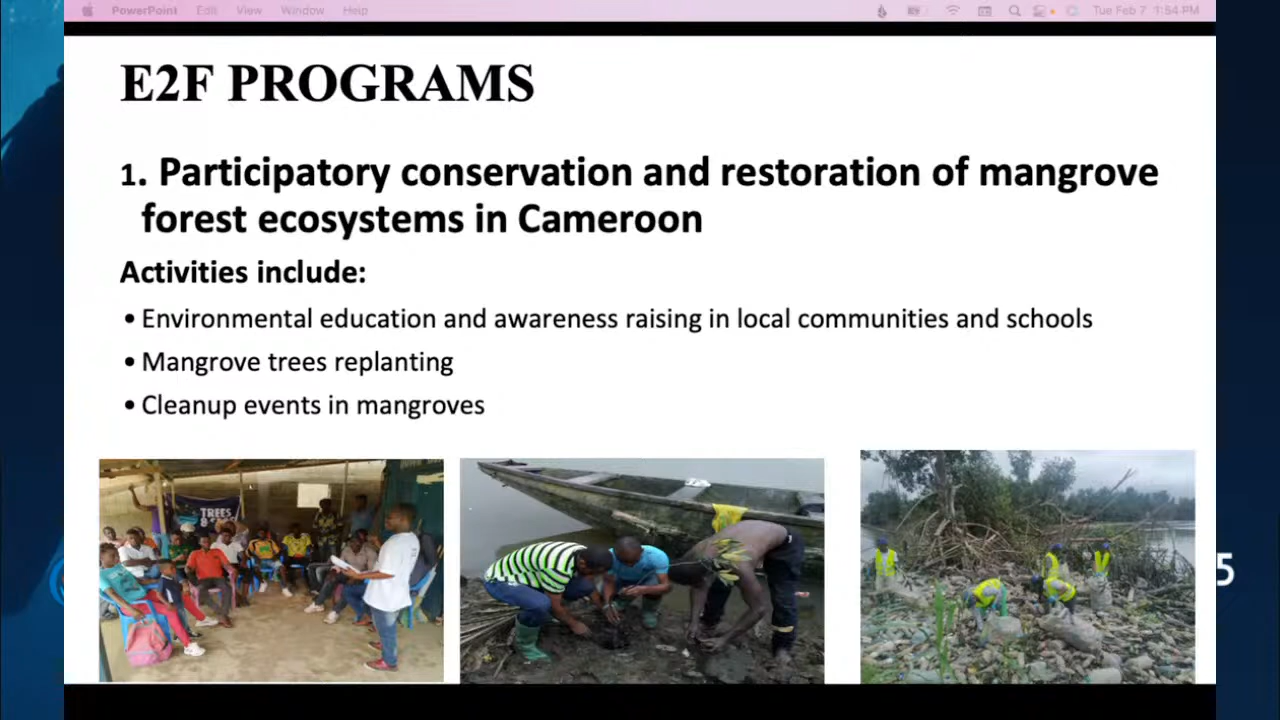 PowerPoint Edit View Window Help Tue Feb 7 1:54 PM
E2F PROGRAMS
1. Participatory conservation and restoration of mangrove
forest ecosystems in Cameroon
Activities include:
• Environmental education and awareness raising in local communities and schools
• Mangrove trees replanting
• Cleanup events in mangroves
TREES
5